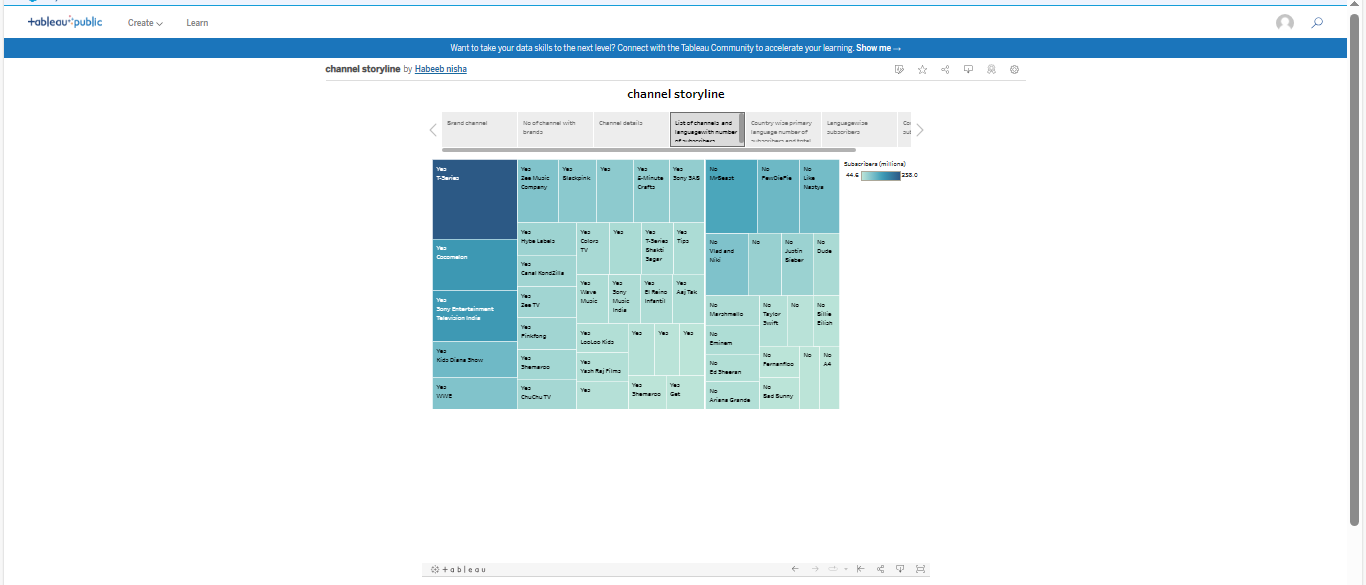 +ableau public
Create
Learn
Want to take your data skills to the next level? Connect with the Tableau Community to accelerate your learning. Show me →
channel storyline by Habeeb nisha
channel storyline
Brand channel
No of channel with
brands
Channel details
List of channels and
languagewith number
of subscribers
Country wise primary
language number of
subscribers and total
Languagewise
subscribers
Subscribers (millions)
44.6
238.0
Yes
T-Series
Yes
Cocomelon
Yes
Sony Entertainment
Television India
Yes
Kids Diana Show
Yes
WWE
Yes
Zee Music
Company
Yes
Blackpink
Yes
Yes
5-Minute
Crafts
Yes
Sony SAB
Yes
Hybe Labels
Yes
Canal KondZilla
Yes
Zee TV
Yes
Pinkfong
Yes
Shemaroo
Yes
ChuChu TV
Yes
Colors
TV
Yes
Yes
T-Series
Bhakti
Sagar
Yes
Tips
Yes
Wave
Music
Yes
Sony
Music
India
Yes
El Reino
Infantil
Yes
Aaj Tak
Yes
LooLoo Kids
Yes
Yash Raj Films
Yes
Yes
Yes
Yes
Yes
Shemaroo
Yes
Get
No
MrBeast
No
PewDiePie
No
Like
Nastya
No
Vlad and
Niki
No
No
Justin
Bieber
No
Dude
No
Marshmello
No
Eminem
No
Ed Sheeran
No
Ariana Grande
No
Taylor
Swift
No
No
Billie
Eilish
No
Fernanfloo
No
Bad Bunny
No
No
A4
+ a b l e a u